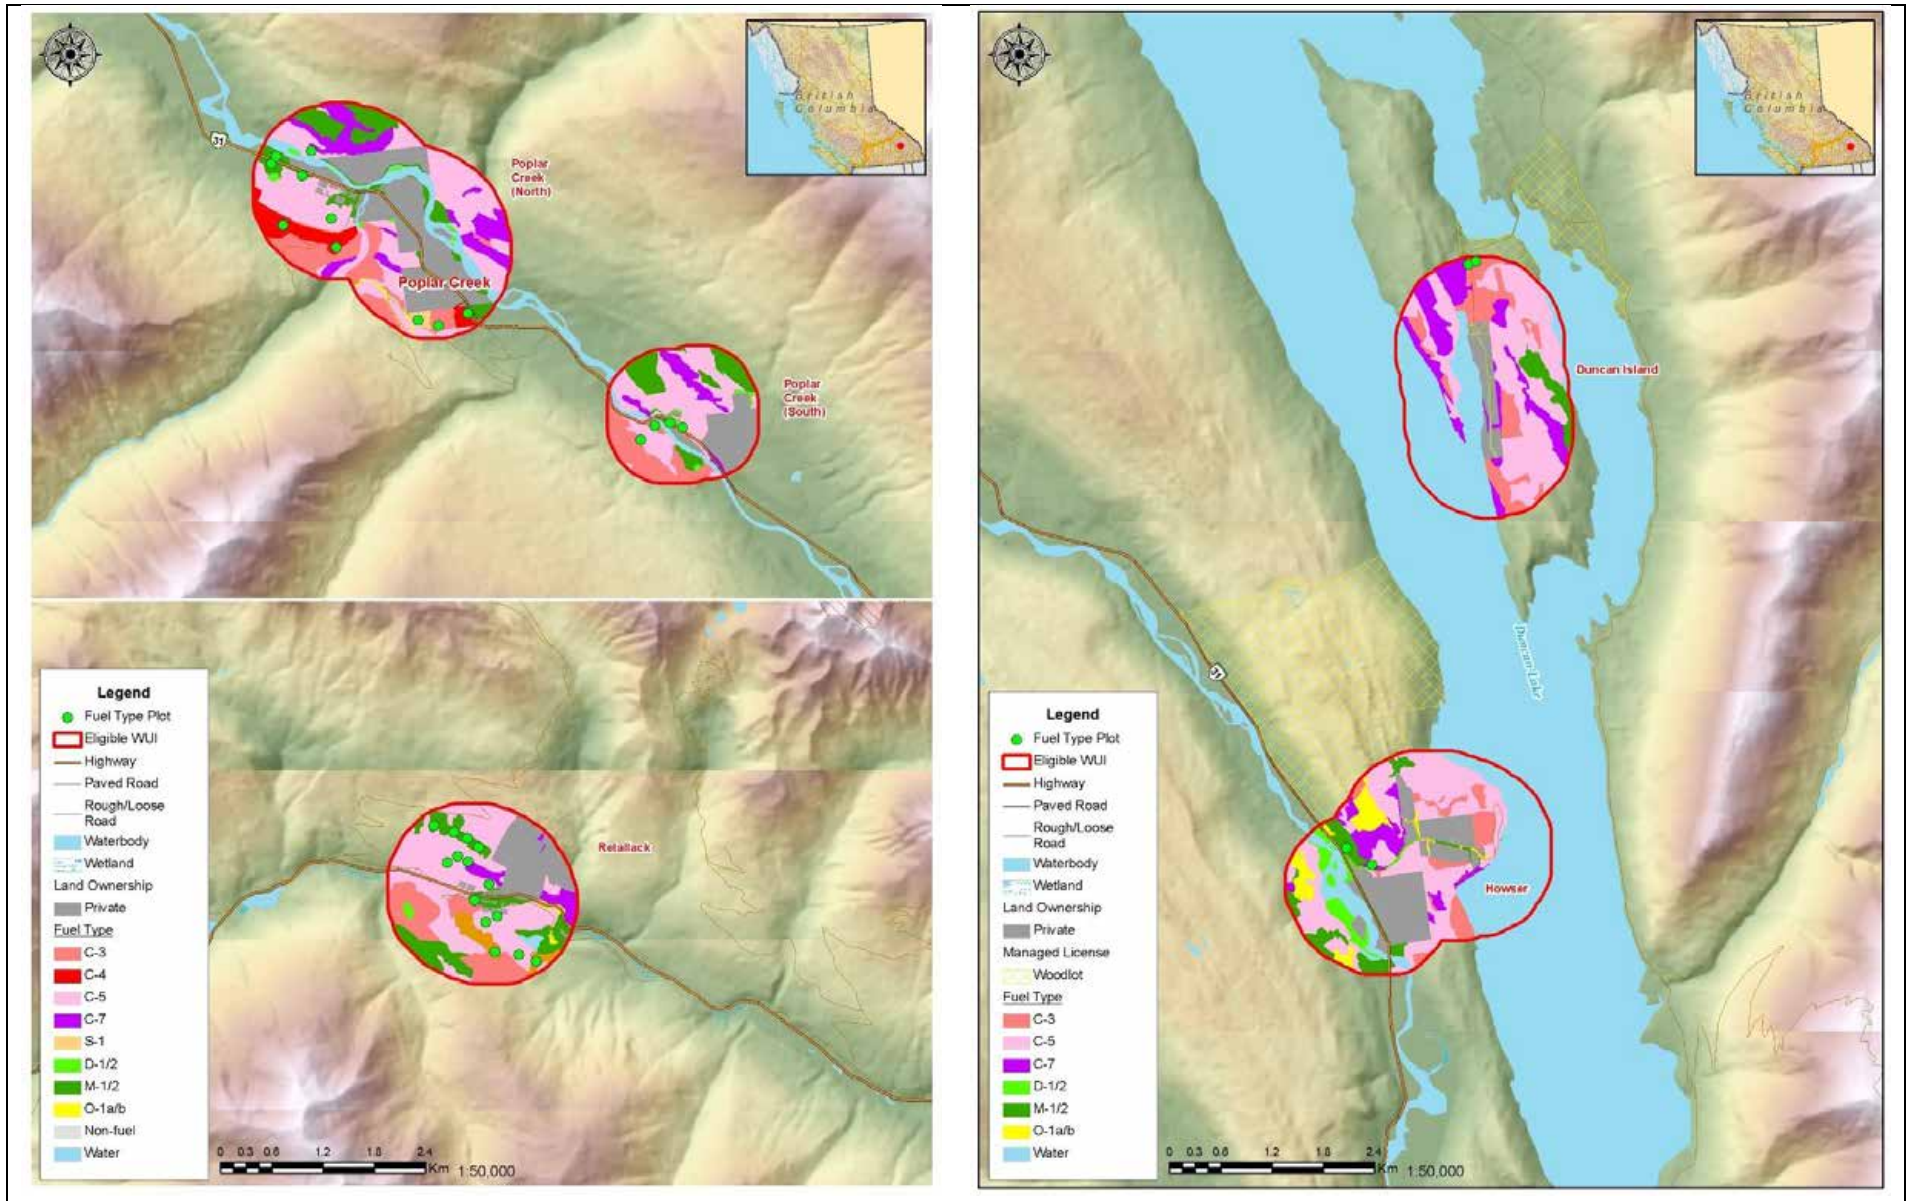 British
Columbia
31
Poplar
Creek
(North)
Poplar Creek
Poplar
Creek
(South)
Legend
Fuel Type Plot
Eligible WUI
Highway
Paved Road
Rough/Loose
Road
Waterbody
Wetland
Land Ownership
Private
Fuel Type
C-3
C-4
C-5
C-7
S-1
D-1/2
M-1/2
O-1a/b
Non-fuel
Water
Retallack
0 0.3 0.6 1.2 1.8 2.4
Km 1:50,000
British
Columbia
Duncan Island
Duncan Lake
31
Howser
Legend
Fuel Type Plot
Eligible WUI
Highway
Paved Road
Rough/Loose
Road
Waterbody
Wetland
Land Ownership
Private
Managed License
Woodlot
Fuel Type
C-3
C-5
C-7
D-1/2
M-1/2
O-1a/b
Water
0 0.3 0.6 1.2 1.8 2.4
Km 1:50,000